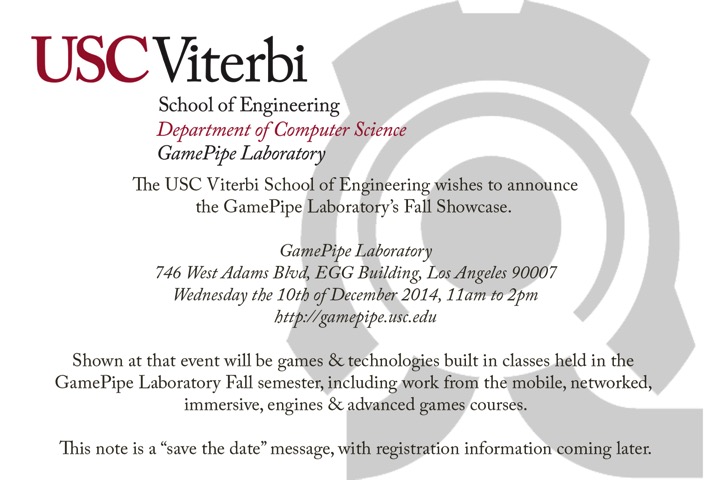 USC Viterbi
School of Engineering
Department of Computer Science
GamePipe Laboratory
The USC Viterbi School of Engineering wishes to announce
the GamePipe Laboratory's Fall Showcase.
GamePipe Laboratory
746 West Adams Blvd, EGG Building, Los Angeles 90007
Wednesday the 10th of December 2014, 11am to 2pm
http://gamepipe.usc.edu
Shown at that event will be games & technologies built in classes held in the
GamePipe Laboratory Fall semester, including work from the mobile, networked,
immersive, engines & advanced games courses.
This note is a “save the date” message, with registration information coming later.